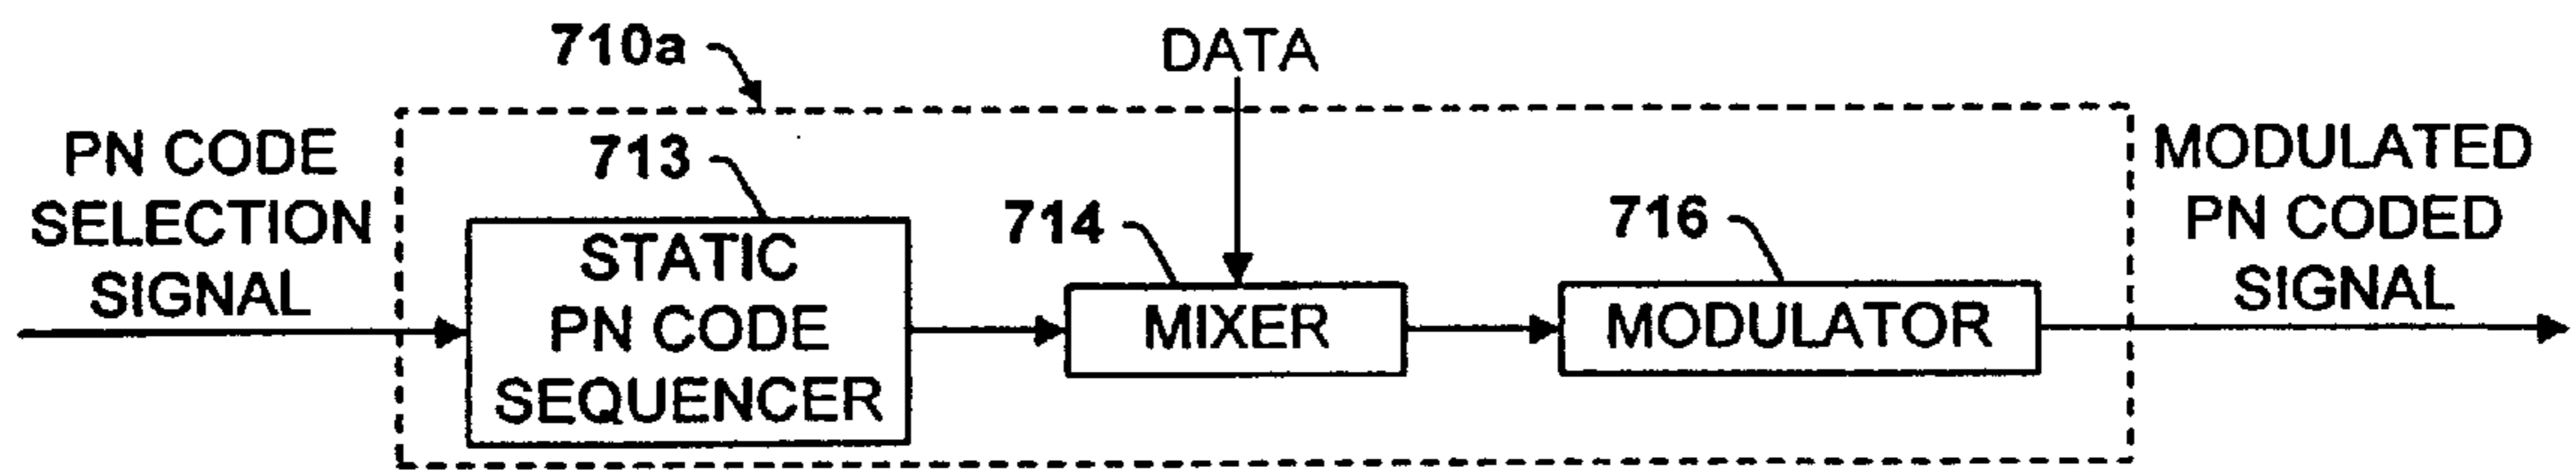 710a
DATA
PN CODE
SELECTION
SIGNAL
713
STATIC
PN CODE
SEQUENCER
714
MIXER
716
MODULATOR
MODULATED
PN CODED
SIGNAL